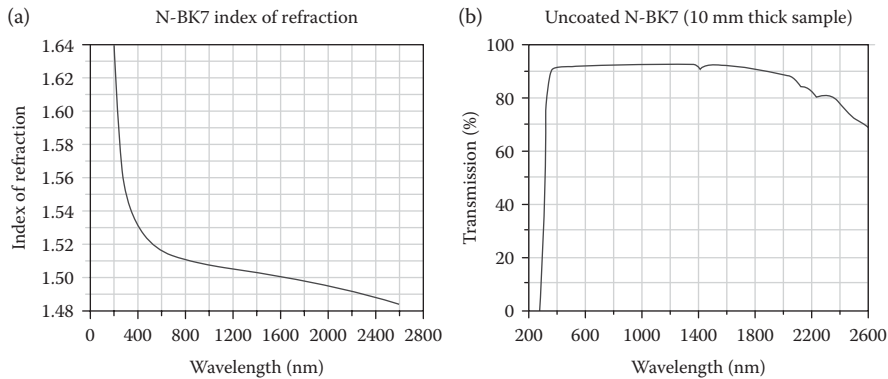 (a) N-BK7 index of refraction
1.64
1.62
1.60
1.58
1.56
1.54
1.52
1.50
1.48
Index of refraction
0 400 800 1200 1600 2000 2400 2800
Wavelength (nm)
(b) Uncoated N-BK7 (10 mm thick sample)
100
80
60
40
20
0
Transmission (%)
200 600 1000 1400 1800 2200 2600
Wavelength (nm)